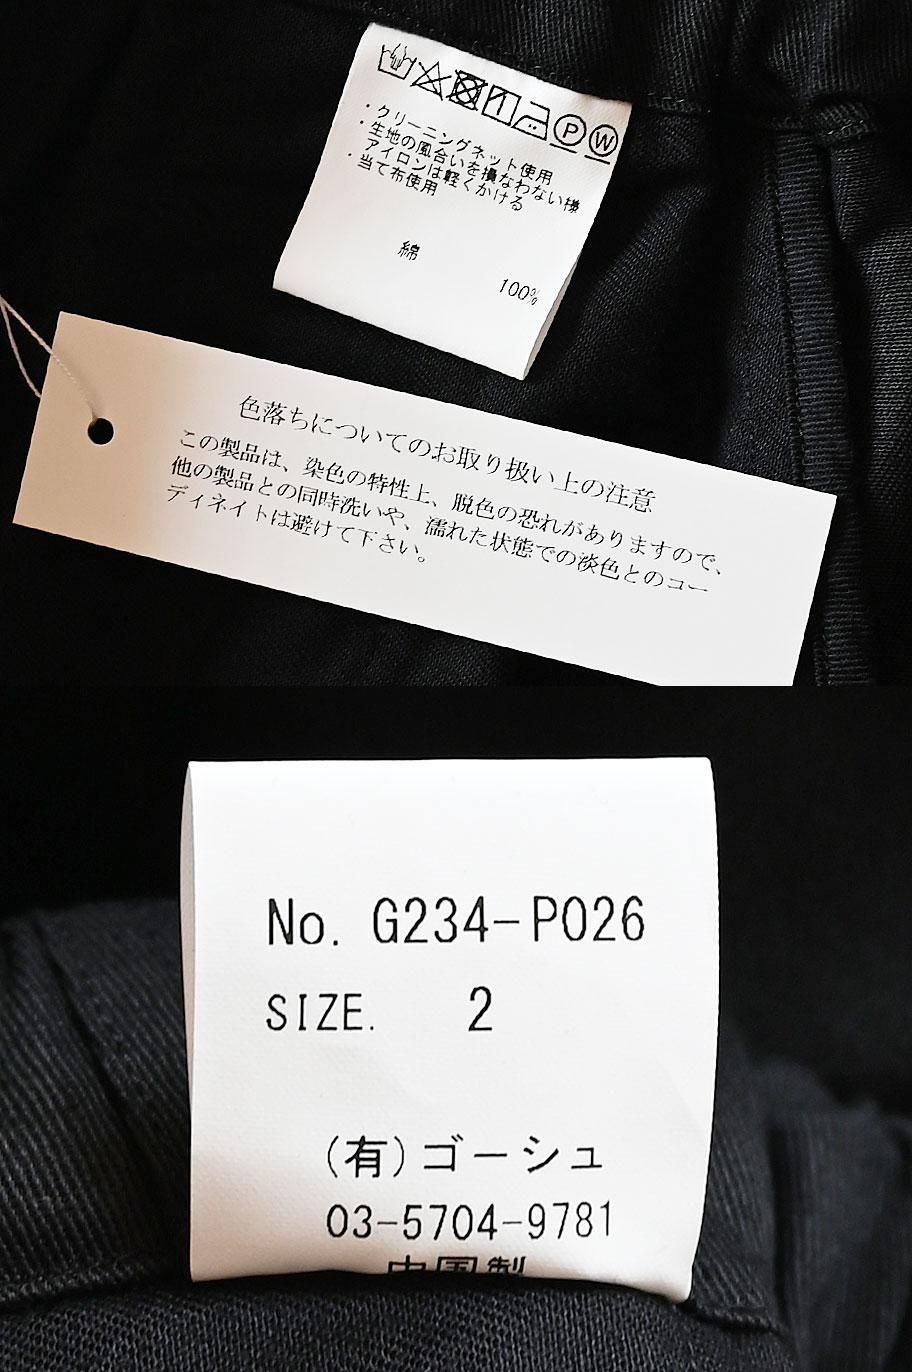 P W
・クリーニングネット使用
・生地の風合いを損なわない様
アイロンは軽くかける
・当て布使用
綿
100%
色落ちについてのお取り扱い上の注意
この製品は、染色の特性上、脱色の恐れがありますので、
他の製品との同時洗いや、濡れた状態での淡色とのコー
ディネイトは避けて下さい。
No. G234-P026
SIZE. 2
(有)ゴーシュ
03-5704-9781
中国製